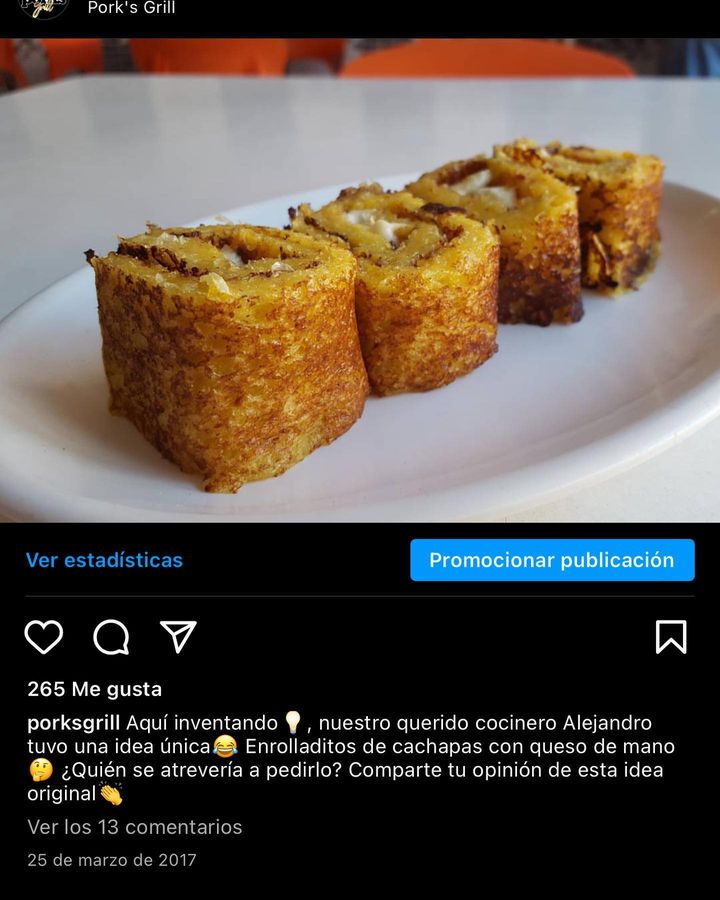 Grill
Pork's Grill
Ver estadísticas
Promocionar publicación
265 Me gusta
porksgrill Aquí inventando💡, nuestro querido cocinero Alejandro
tuvo una idea única😂 Enrolladitos de cachapas con queso de mano
🤔 ¿Quién se atrevería a pedirlo? Comparte tu opinión de esta idea
original👏
Ver los 13 comentarios
25 de marzo de 2017